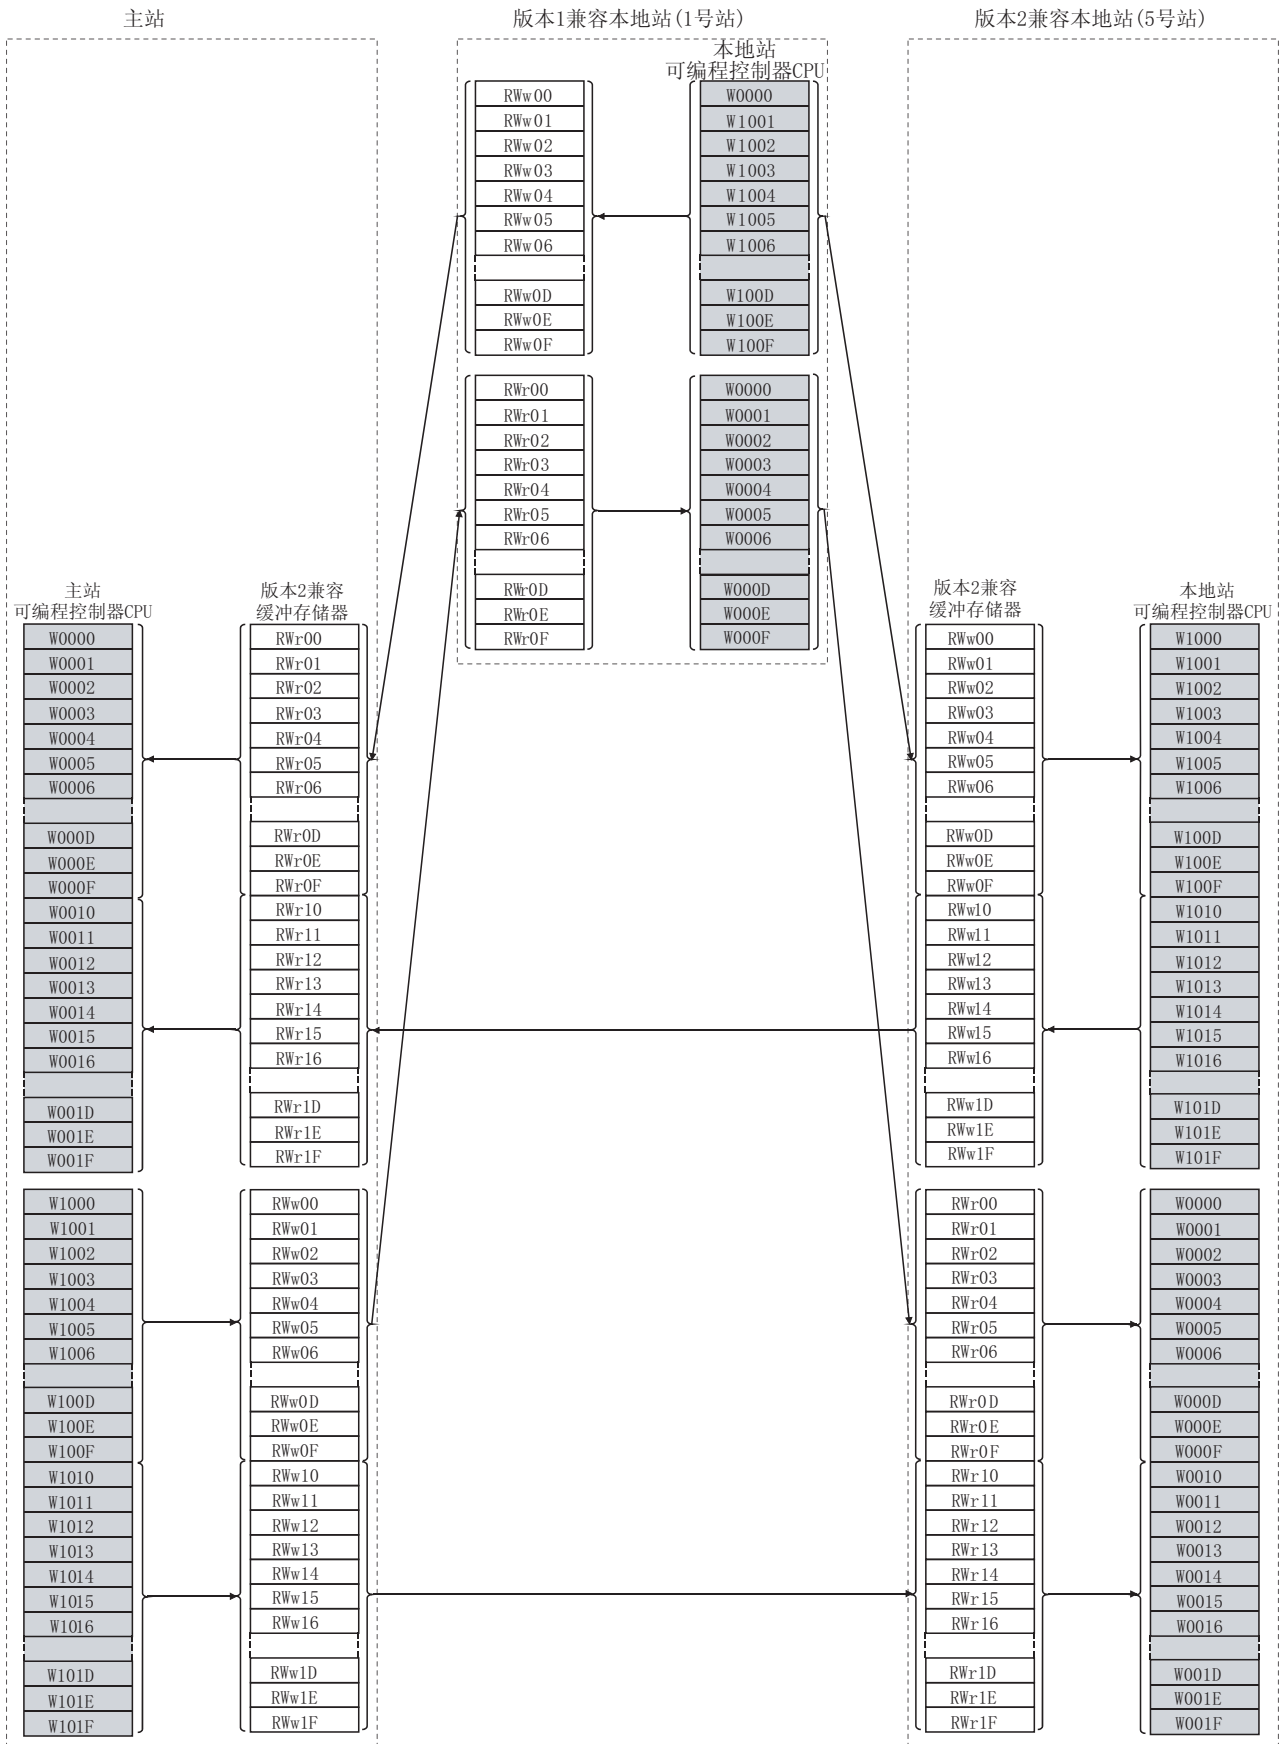 主站
版本1兼容本地站(1号站)
版本2兼容本地站(5号站)
本地站
可编程控制器CPU
RWw00
RWw01
RWw02
RWw03
RWw04
RWw05
RWw06
RWw0D
RWw0E
RWw0F
W0000
W1001
W1002
W1003
W1004
W1005
W1006
W100D
W100E
W100F
RWr00
RWr01
RWr02
RWr03
RWr04
RWr05
RWr06
RWr0D
RWr0E
RWr0F
W0000
W0001
W0002
W0003
W0004
W0005
W0006
W000D
W000E
W000F
主站
可编程控制器CPU
W0000
W0001
W0002
W0003
W0004
W0005
W0006
W000D
W000E
W000F
W0010
W0011
W0012
W0013
W0014
W0015
W0016
W001D
W001E
W001F
W1000
W1001
W1002
W1003
W1004
W1005
W1006
W100D
W100E
W100F
W1010
W1011
W1012
W1013
W1014
W1015
W1016
W101D
W101E
W101F
版本2兼容
缓冲存储器
RWr00
RWr01
RWr02
RWr03
RWr04
RWr05
RWr06
RWr0D
RWr0E
RWr0F
RWr10
RWr11
RWr12
RWr13
RWr14
RWr15
RWr16
RWr1D
RWr1E
RWr1F
RWw00
RWw01
RWw02
RWw03
RWw04
RWw05
RWw06
RWw0D
RWw0E
RWw0F
RWw10
RWw11
RWw12
RWw13
RWw14
RWw15
RWw16
RWw1D
RWw1E
RWw1F
版本2兼容
缓冲存储器
RWw00
RWw01
RWw02
RWw03
RWw04
RWw05
RWw06
RWw0D
RWw0E
RWw0F
RWw10
RWw11
RWw12
RWw13
RWw14
RWw15
RWw16
RWw1D
RWw1E
RWw1F
RWr00
RWr01
RWr02
RWr03
RWr04
RWr05
RWr06
RWr0D
RWr0E
RWr0F
RWr10
RWr11
RWr12
RWr13
RWr14
RWr15
RWr16
RWr1D
RWr1E
RWr1F
本地站
可编程控制器CPU
W1000
W1001
W1002
W1003
W1004
W1005
W1006
W100D
W100E
W100F
W1010
W1011
W1012
W1013
W1014
W1015
W1016
W101D
W101E
W101F
W0000
W0001
W0002
W0003
W0004
W0005
W0006
W000D
W000E
W000F
W0010
W0011
W0012
W0013
W0014
W0015
W0016
W001D
W001E
W001F